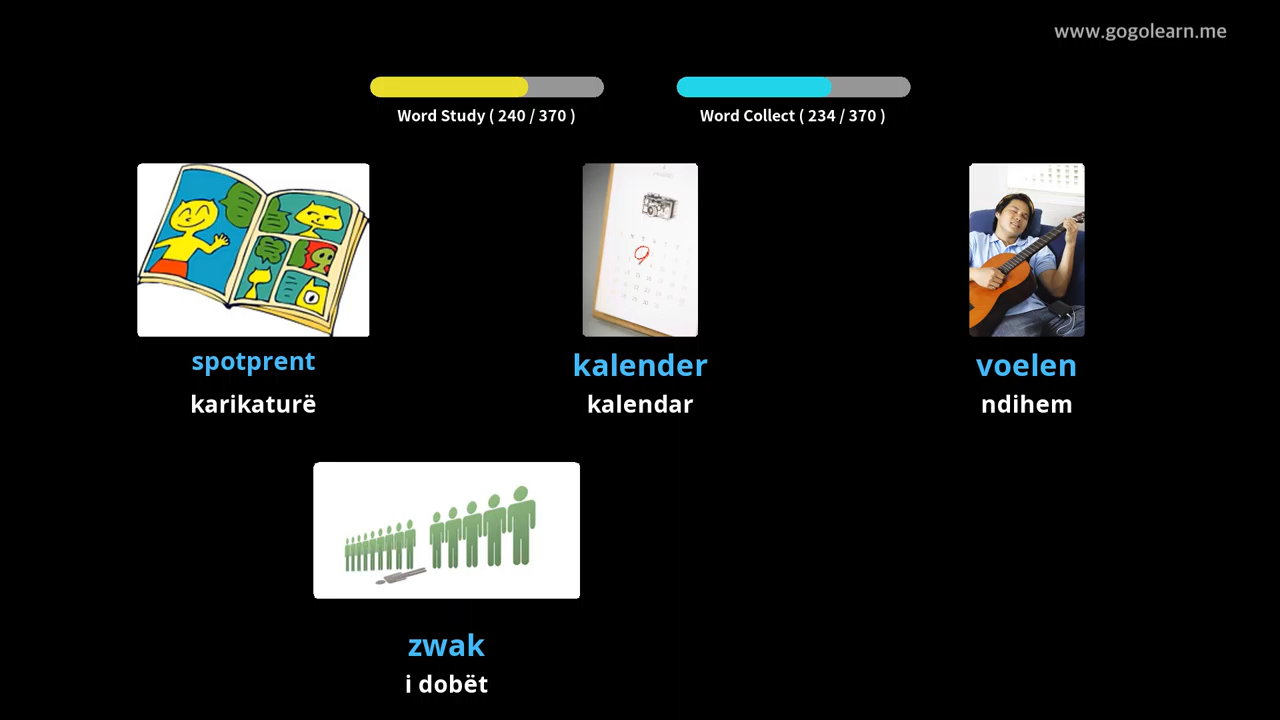 www.gogolearn.me
Word Study ( 240 / 370 )
Word Collect ( 234 / 370 )
spotprent
karikaturë
kalender
kalendar
voelen
ndihem
zwak
i dobët